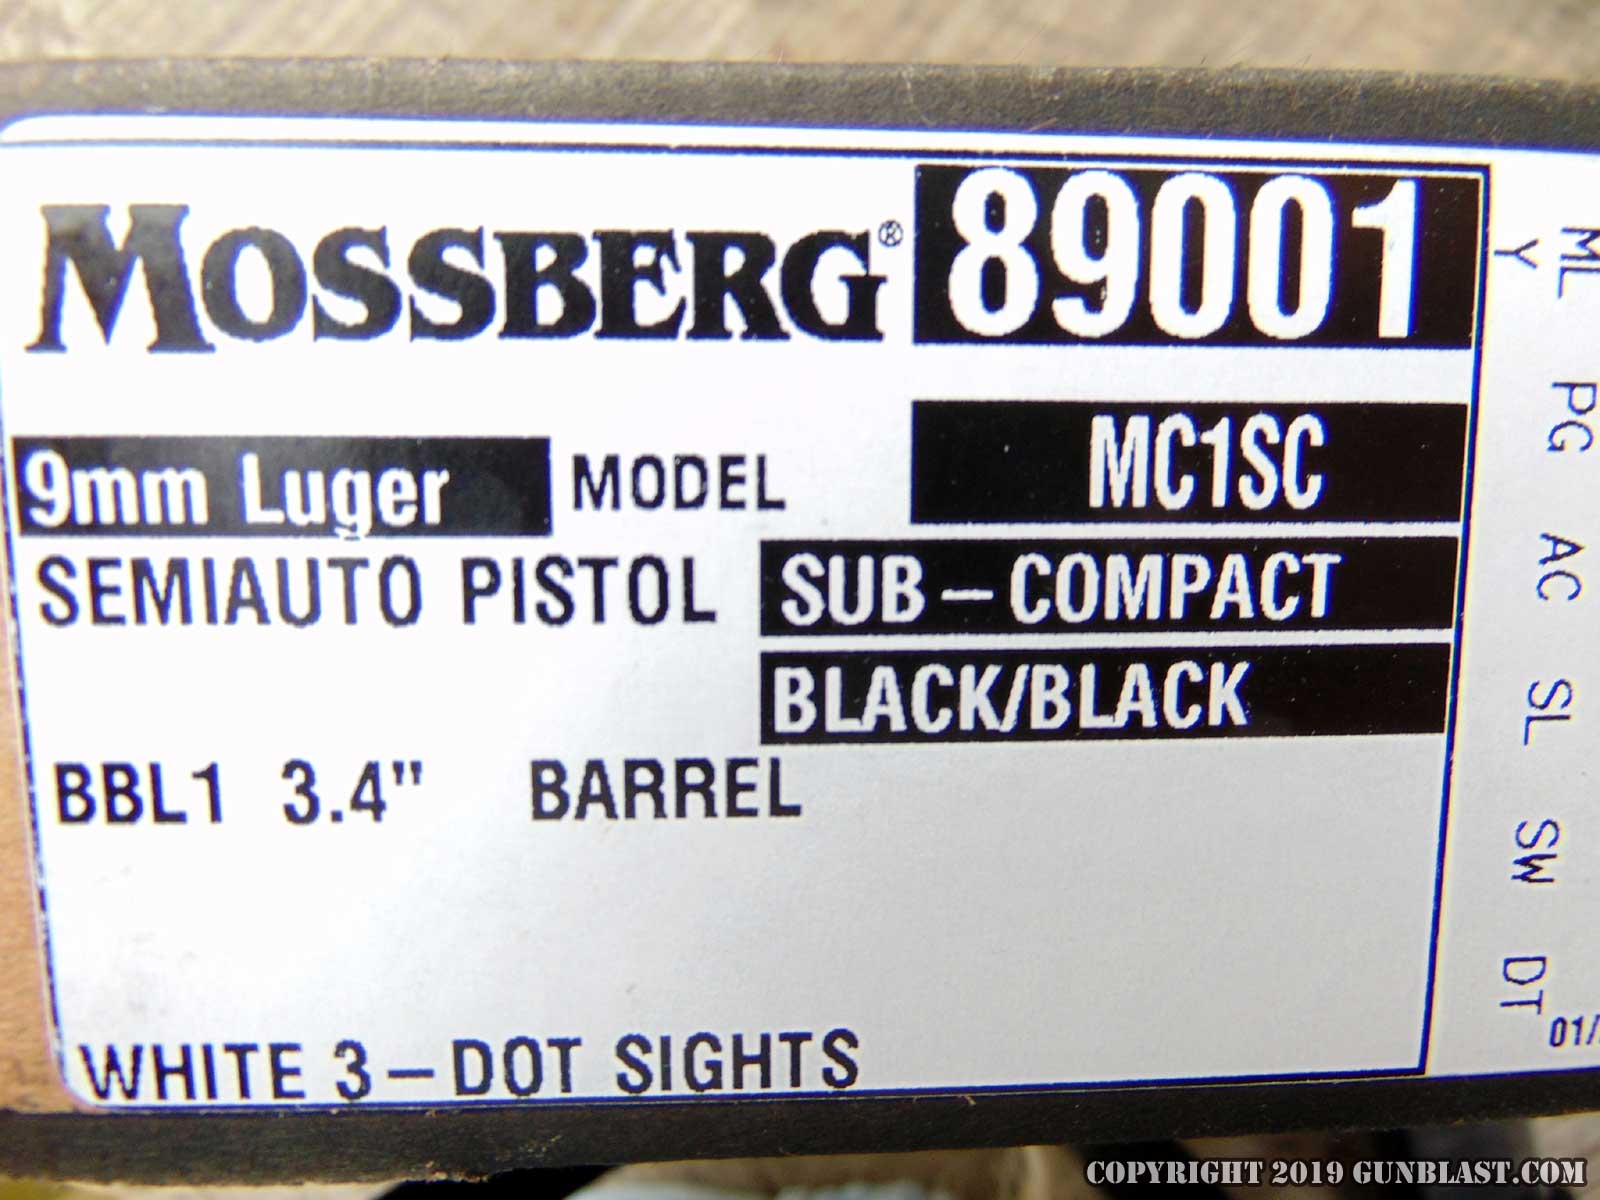 MOSSBERG® 89001
9mm Luger MODEL MC1SC
SEMIAUTO PISTOL SUB-COMPACT
BLACK/BLACK
BBL1 3.4" BARREL
WHITE 3-DOT SIGHTS
ML PG AC SL SW DT
Y
01/
COPYRIGHT 2019 GUNBLAST.COM